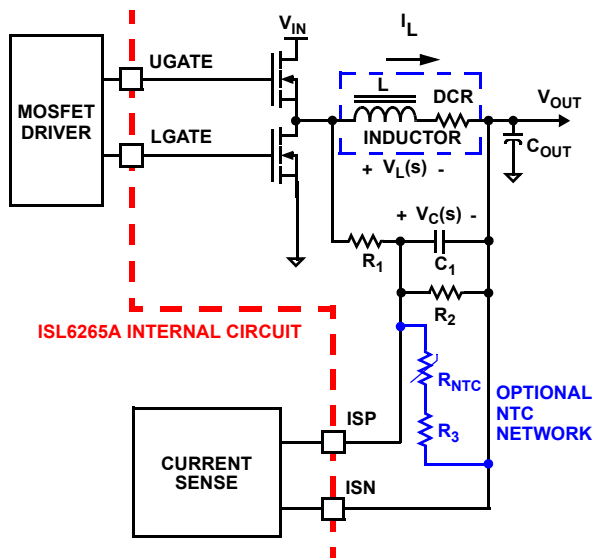 V_IN
I_L
UGATE
MOSFET
DRIVER
L
DCR
V_OUT
LGATE
INDUCTOR
C_OUT
+ V_L(s) -
+ V_C(s) -
R_1
C_1
R_2
ISL6265A INTERNAL CIRCUIT
R_NTC
OPTIONAL
NTC
NETWORK
R_3
ISP
CURRENT
SENSE
ISN